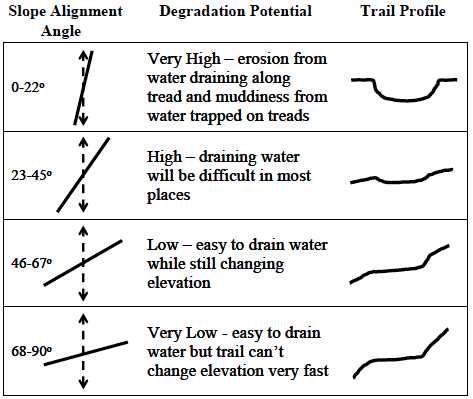 Slope Alignment Angle
Degradation Potential
Trail Profile
0-22º
Very High – erosion from
water draining along
tread and muddiness from
water trapped on treads
23-45º
High – draining water
will be difficult in most
places
46-67º
Low – easy to drain water
while still changing
elevation
68-90º
Very Low - easy to drain
water but trail can’t
change elevation very fast